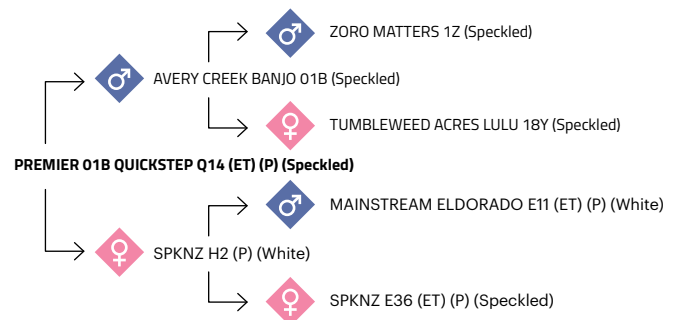 ZORO MATTERS 1Z (Speckled)
AVERY CREEK BANJO 01B (Speckled)
TUMBLEWEED ACRES LULU 18Y (Speckled)
PREMIER 01B QUICKSTEP Q14 (ET) (P) (Speckled)
MAINSTREAM ELDORADO E11 (ET) (P) (White)
SPKNZ H2 (P) (White)
SPKNZ E36 (ET) (P) (Speckled)